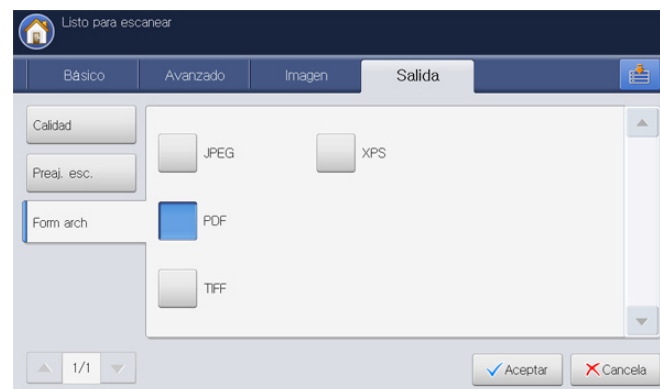 Listo para escanear
Básico
Avanzado
Imagen
Salida
Calidad
Preaj. esc.
Form arch
JPEG
XPS
PDF
TIFF
1/1
Aceptar
Cancela